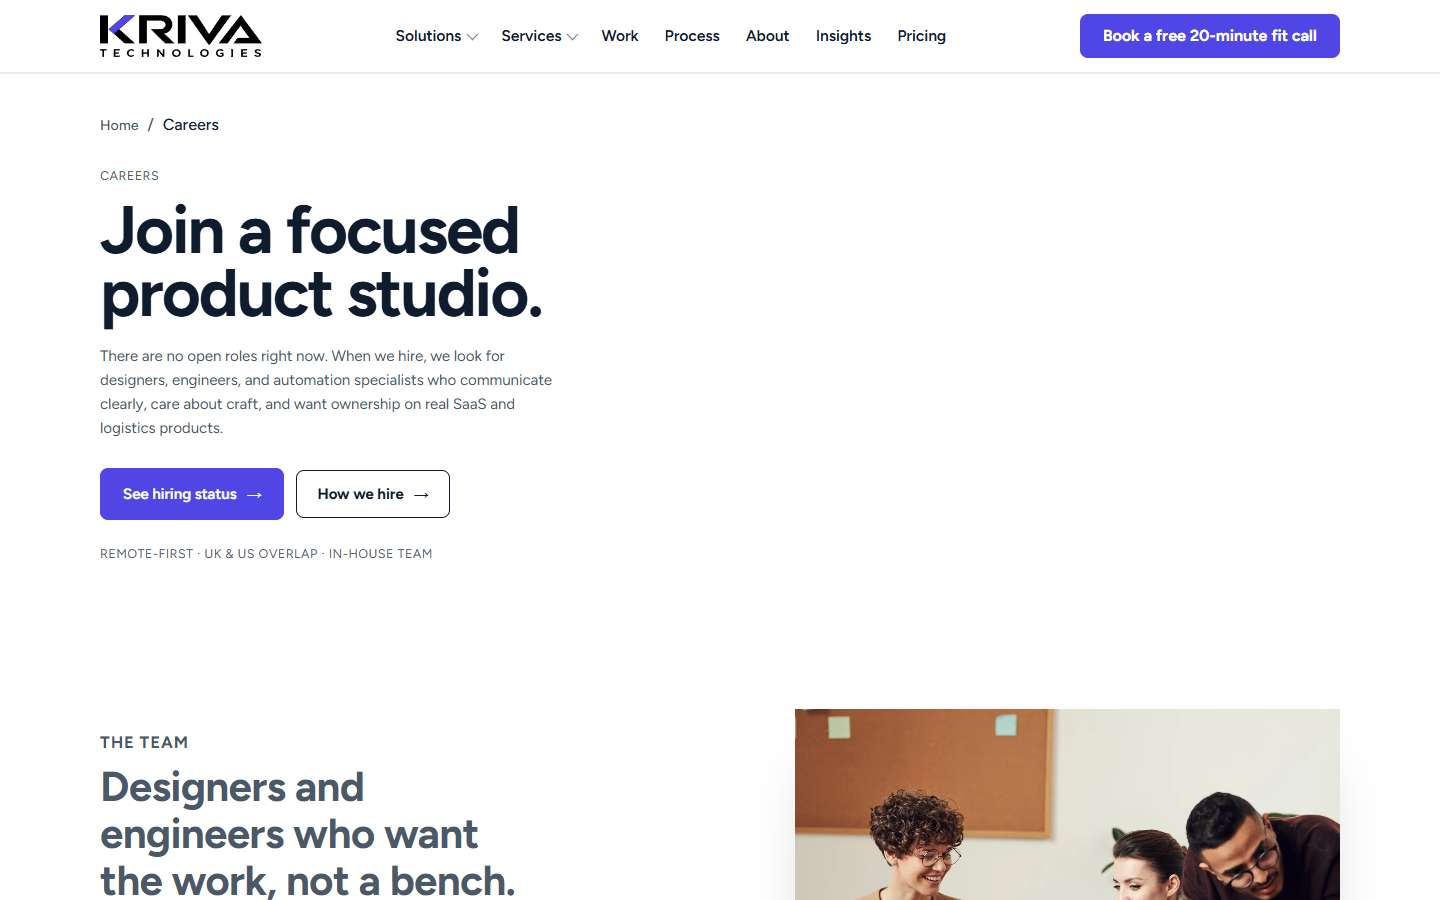 KRIVA
TECHNOLOGIES
Solutions
Services
Work
Process
About
Insights
Pricing
Book a free 20-minute fit call
Home / Careers
CAREERS
Join a focused
product studio.
There are no open roles right now. When we hire, we look for
designers, engineers, and automation specialists who communicate
clearly, care about craft, and want ownership on real SaaS and
logistics products.
See hiring status →
How we hire →
REMOTE-FIRST · UK & US OVERLAP · IN-HOUSE TEAM
THE TEAM
Designers and
engineers who want
the work, not a bench.